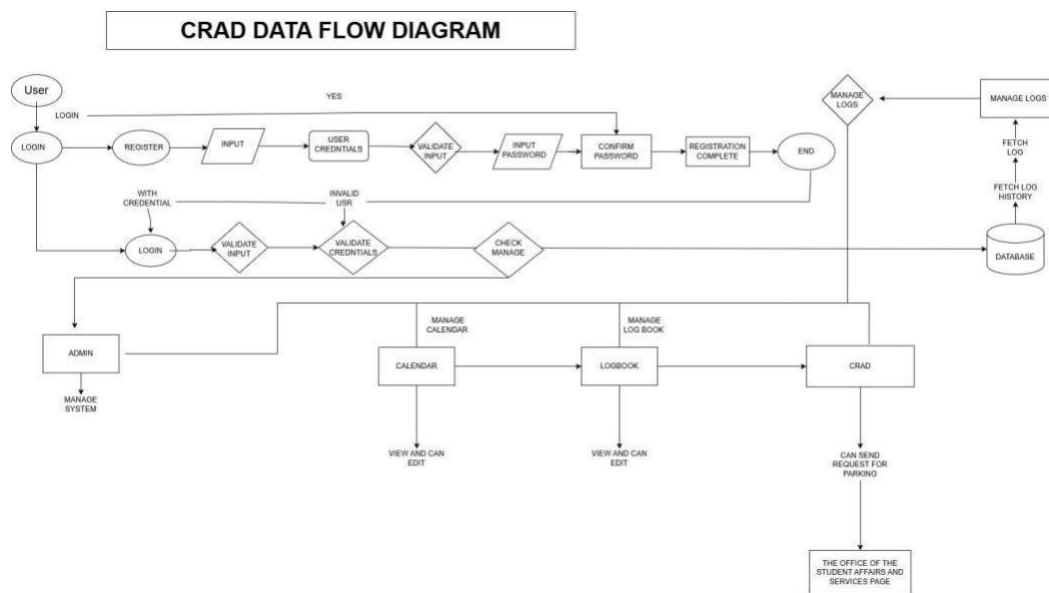 CRAD DATA FLOW DIAGRAM
User
YES
LOGIN
MANAGE
LOGS
MANAGE LOGS
LOGIN
REGISTER
INPUT
USER
CREDNTIALS
VALIDATE
INPUT
INPUT
PASSWORD
CONFIRM
PASSWORD
REGISTRATION
COMPLETE
END
FETCH
LOG
FETCH LOG
HISTORY
WITH
CREDENTIAL
INVALID
USR
LOGIN
VALIDATE
INPUT
VALIDATE
CREDNTIALS
CHECK
MANAGE
DATABASE
MANAGE
CALENDAR
MANAGE
LOG BOOK
ADMIN
CALENDAR
LOGBOOK
CRAD
MANAGE
SYSTEM
VIEW AND CAN
EDIT
VIEW AND CAN
EDIT
CAN SEND
REQUEST FOR
PARKING
THE OFFICE OF THE
STUDENT AFFAIRS AND
SERVICES PAGE